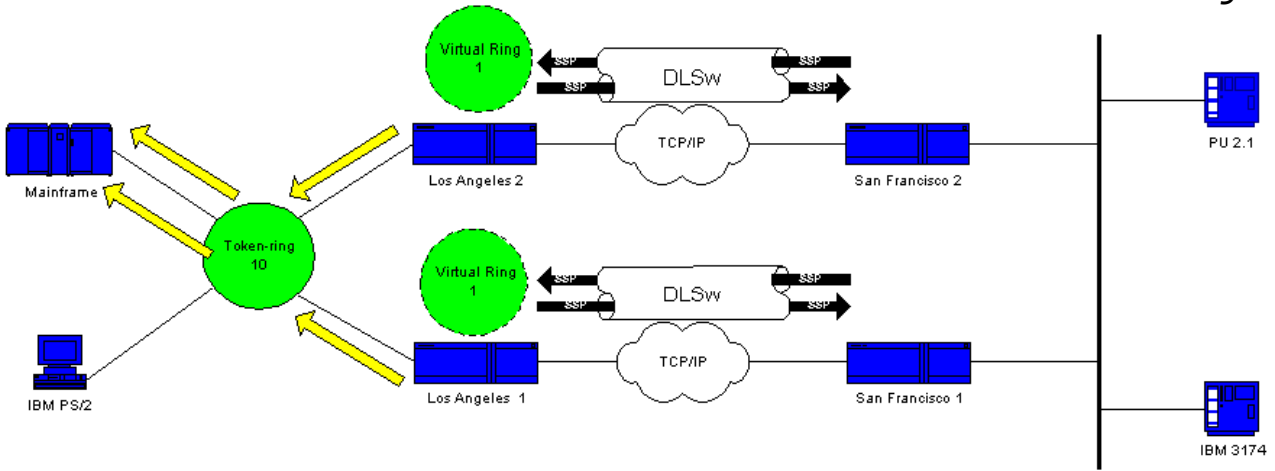 Virtual Ring
1
SSP
SSP
DLSw
SSP
SSP
Mainframe
TCP/IP
Los Angeles 2
San Francisco 2
PU 2.1
Token-ring
10
Virtual Ring
1
SSP
SSP
DLSw
SSP
SSP
TCP/IP
IBM PS/2
Los Angeles 1
San Francisco 1
IBM 3174